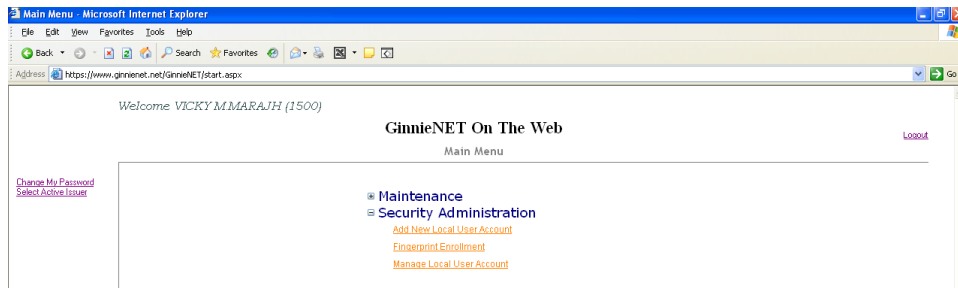 Main Menu - Microsoft Internet Explorer
File Edit View Favorites Tools Help
Back Search Favorites
Address https://www.ginnienet.net/GinnieNET/start.aspx Go
Welcome VICKY M MARAJH (1500)
GinnieNET On The Web
Logout
Main Menu
Change My Password
Select Active Issuer
Maintenance
Security Administration
Add New Local User Account
Fingerprint Enrollment
Manage Local User Account